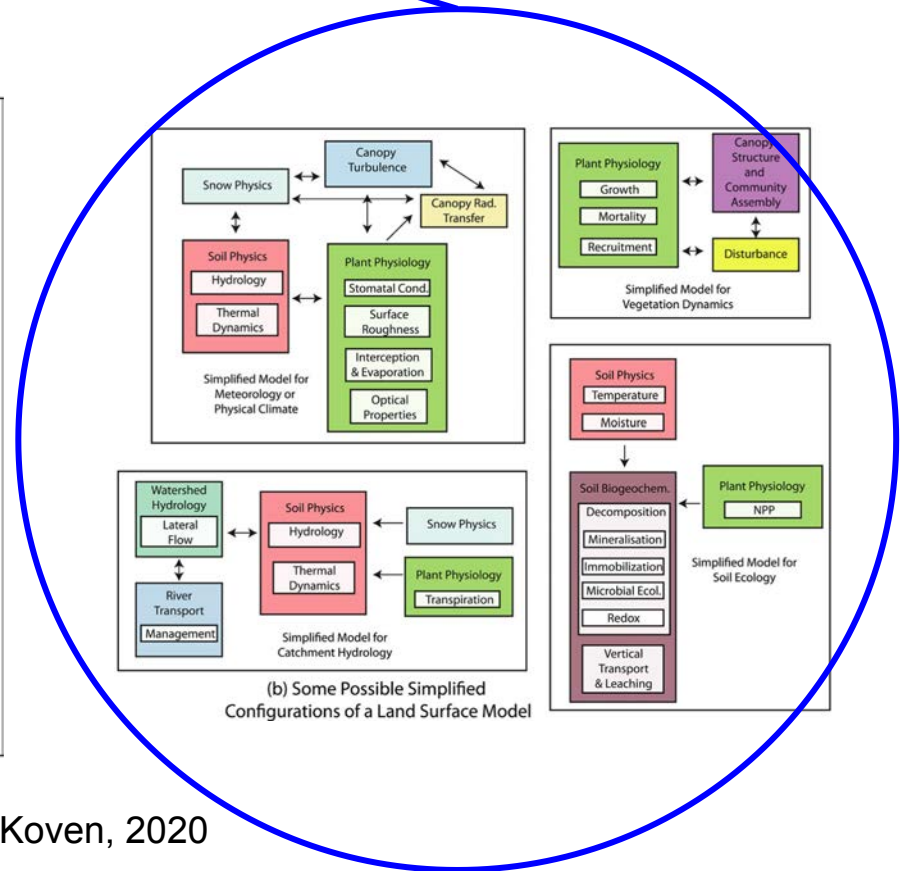 Canopy
Turbulence
Snow Physics
Canopy Rad.
Transfer
Soil Physics
Hydrology
Thermal
Dynamics
Plant Physiology
Stomatal Cond.
Surface
Roughness
Interception
& Evaporation
Optical
Properties
Simplified Model for
Meteorology or
Physical Climate
Plant Physiology
Growth
Mortality
Recruitment
Canopy
Structure
and
Community
Assembly
Disturbance
Simplified Model for
Vegetation Dynamics
Watershed
Hydrology
Lateral
Flow
River
Transport
Management
Soil Physics
Hydrology
Thermal
Dynamics
Snow Physics
Plant Physiology
Transpiration
Simplified Model for
Catchment Hydrology
Soil Physics
Temperature
Moisture
Soil Biogeochem.
Decomposition
Mineralisation
Immobilization
Microbial Ecol.
Redox
Vertical
Transport
& Leaching
Plant Physiology
NPP
Simplified Model for
Soil Ecology
(b) Some Possible Simplified
Configurations of a Land Surface Model
Koven, 2020